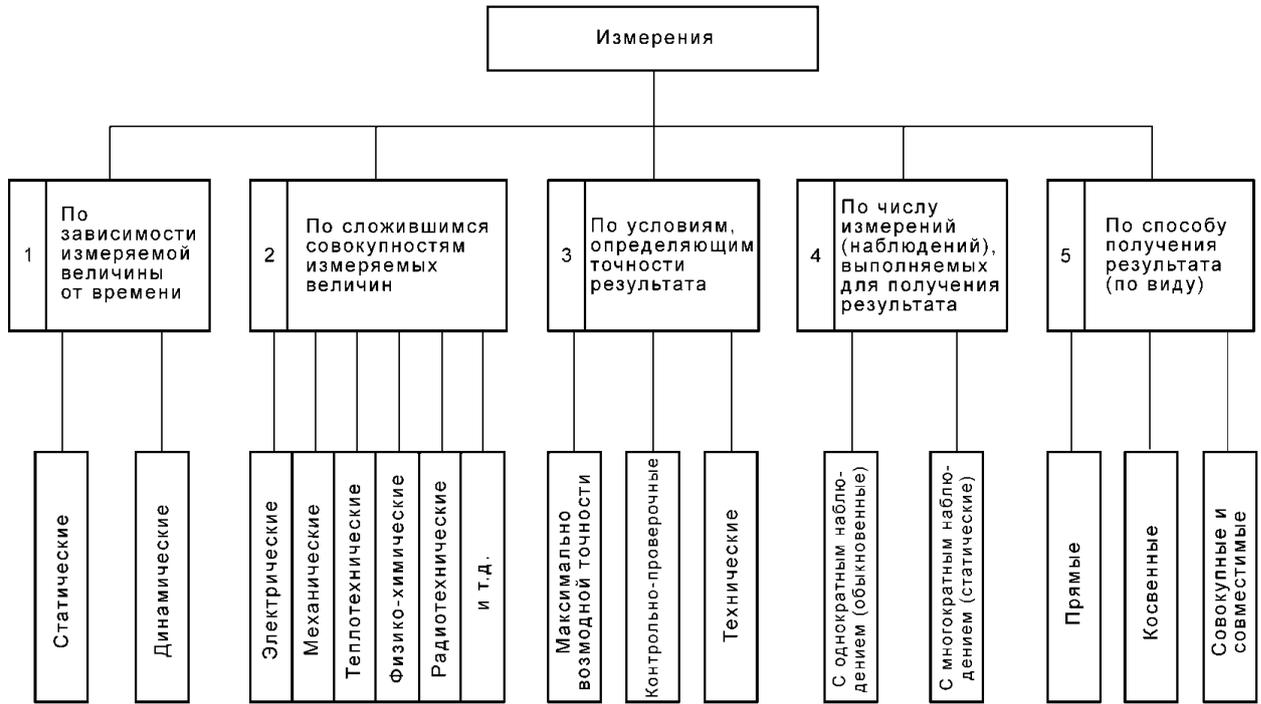 Измерения
1
По
зависимости
измеряемой
величины
от времени
2
По сложившимся
совокупностям
измеряемых
величин
3
По условиям,
определяющим
точности
результата
4
По числу
измерений
(наблюдений),
выполняемых
для получения
результата
5
По способу
получения
результата
(по виду)
Статические
Динамические
Электрические
Механические
Теплотехнические
Физико-химические
Радиотехнические
и т.д.
Максимально
возмодной точности
Контрольно-проверочные
Технические
С однократным наблю-
дением (обыкновенные)
С многократным наблю-
дением (статические)
Прямые
Косвенные
Совокупные и
совместимые